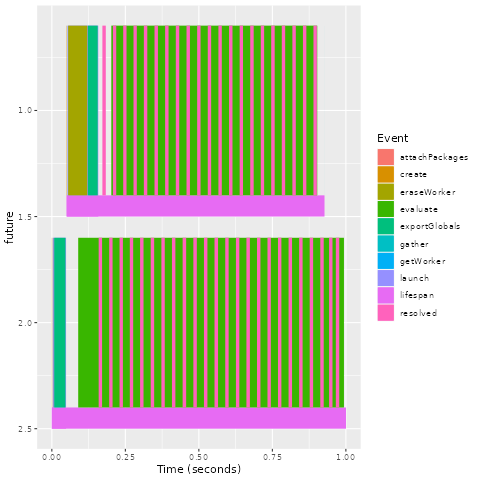 1.0
1.5
2.0
2.5
future
0.00
0.25
0.50
0.75
1.00
Time (seconds)
Event
attachPackages
create
eraseWorker
evaluate
exportGlobals
gather
getWorker
launch
lifespan
resolved